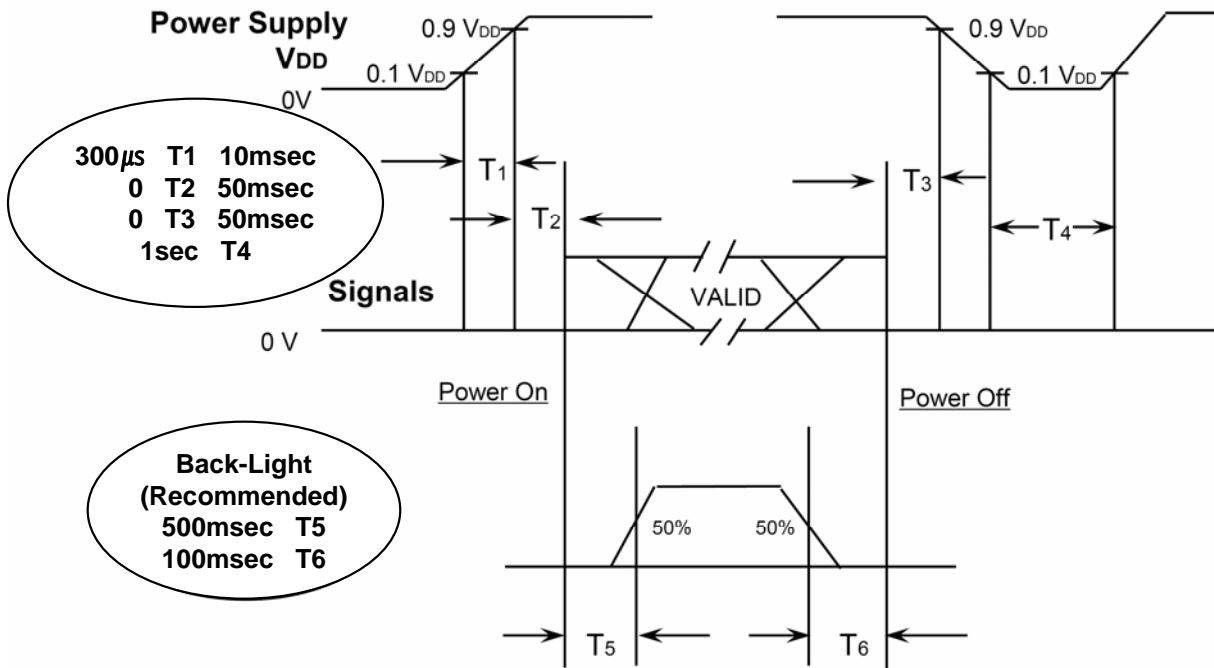 Power Supply
VDD
0.9 VDD
0.1 VDD
0V
0.9 VDD
0.1 VDD
300μs T1 10msec
0 T2 50msec
0 T3 50msec
1sec T4
T1
T2
T3
T4
Signals
VALID
0 V
Power On
Power Off
Back-Light
(Recommended)
500msec T5
100msec T6
50%
50%
T5
T6